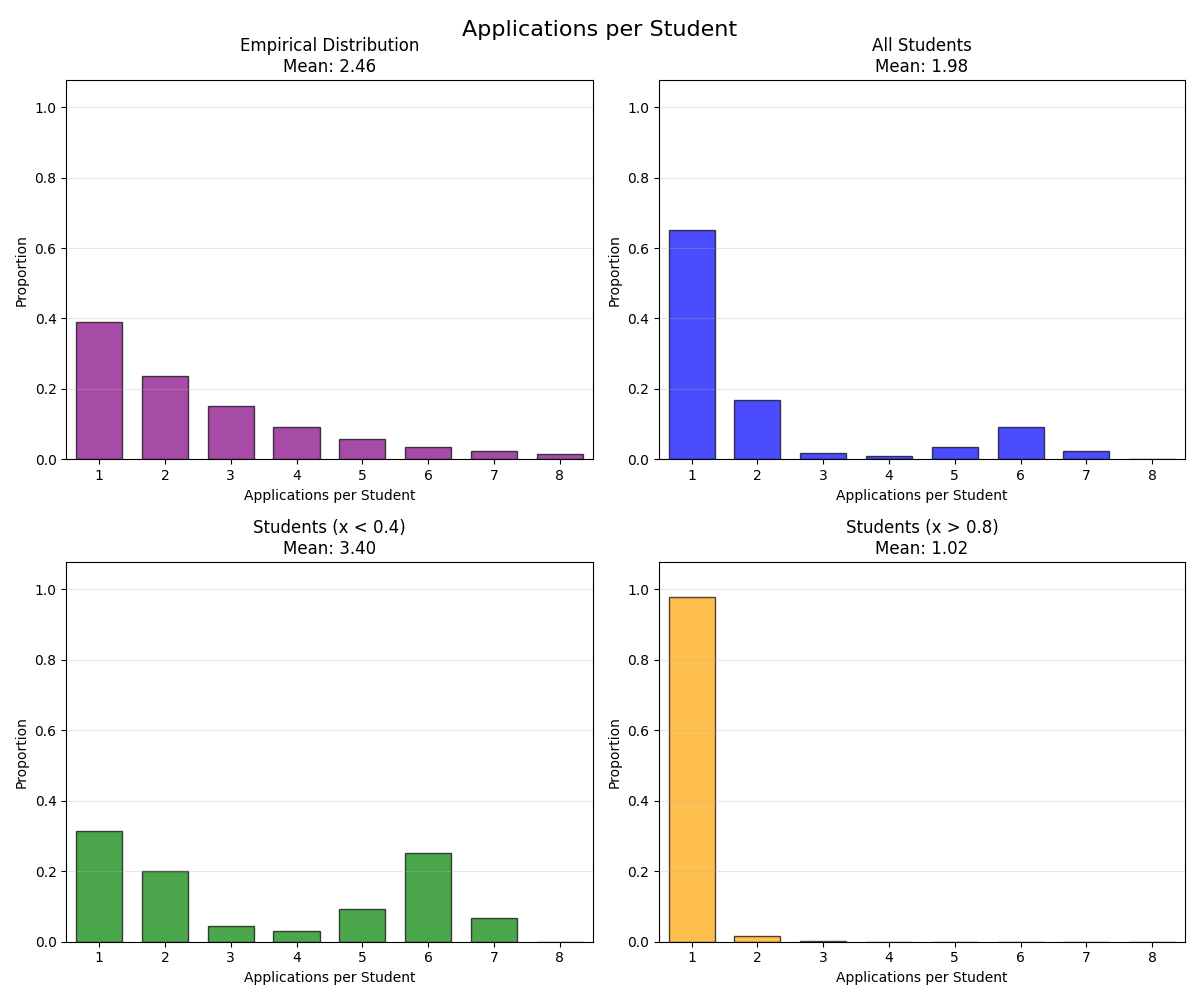 Applications per Student
Empirical Distribution
Mean: 2.46
1.0
0.8
0.6
0.4
0.2
0.0
Proportion
1 2 3 4 5 6 7 8
Applications per Student
All Students
Mean: 1.98
1.0
0.8
0.6
0.4
0.2
0.0
Proportion
1 2 3 4 5 6 7 8
Applications per Student
Students (x < 0.4)
Mean: 3.40
1.0
0.8
0.6
0.4
0.2
0.0
Proportion
1 2 3 4 5 6 7 8
Applications per Student
Students (x > 0.8)
Mean: 1.02
1.0
0.8
0.6
0.4
0.2
0.0
Proportion
1 2 3 4 5 6 7 8
Applications per Student